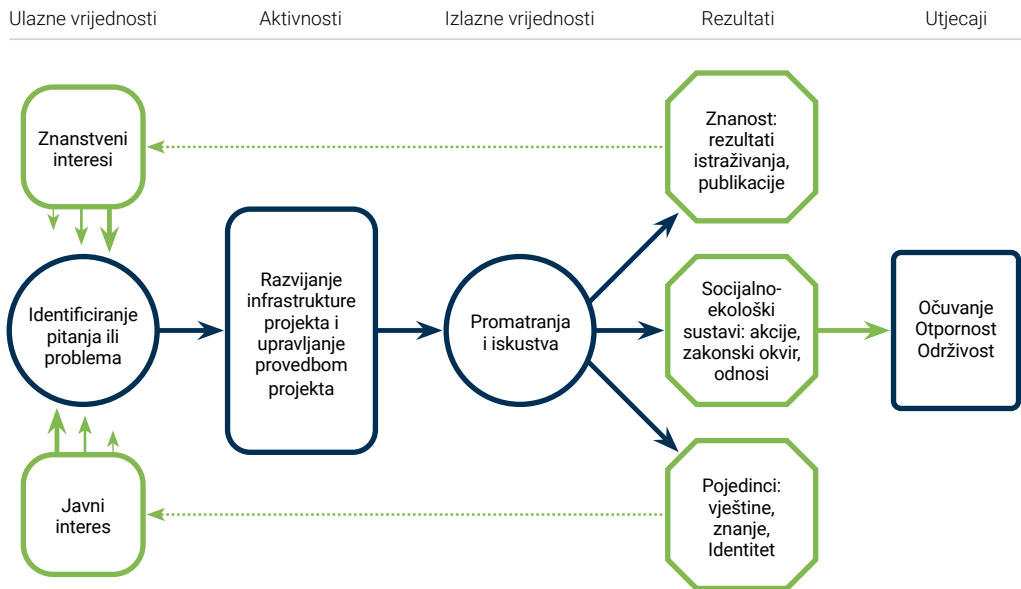 Ulazne vrijednosti
Aktivnosti
Izlazne vrijednosti
Rezultati
Utjecaji
Znanstveni
interesi
Identificiranje
pitanja ili
problema
Javni
interes
Razvijanje
infrastrukture
projekta i
upravljanje
provedbom
projekta
Promatranja
i iskustva
Znanost:
rezultati
istraživanja,
publikacije
Socijalno-
ekološki
sustavi: akcije,
zakonski okvir,
odnosi
Pojedinci:
vještine,
znanje,
Identitet
Očuvanje
Otpornost
Održivost